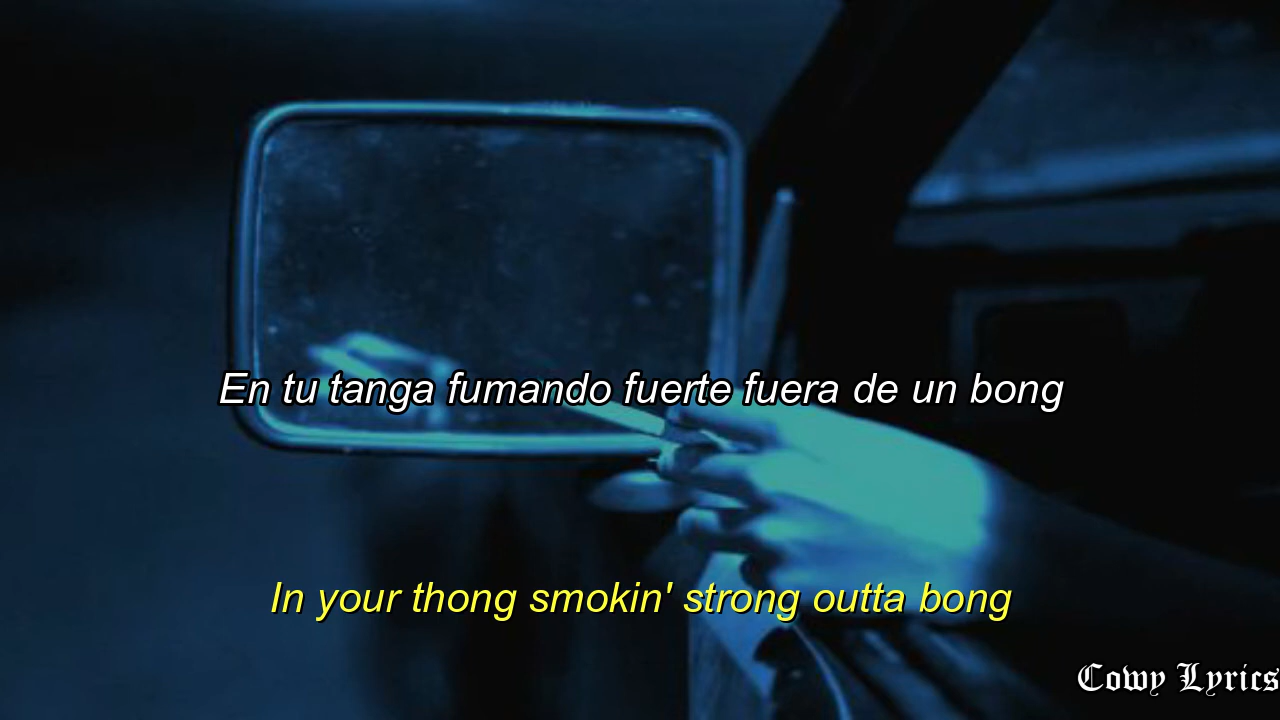 En tu tanga fumando fuerte fuera de un bong
In your thong smokin' strong outta bong
Cowy Lyrics